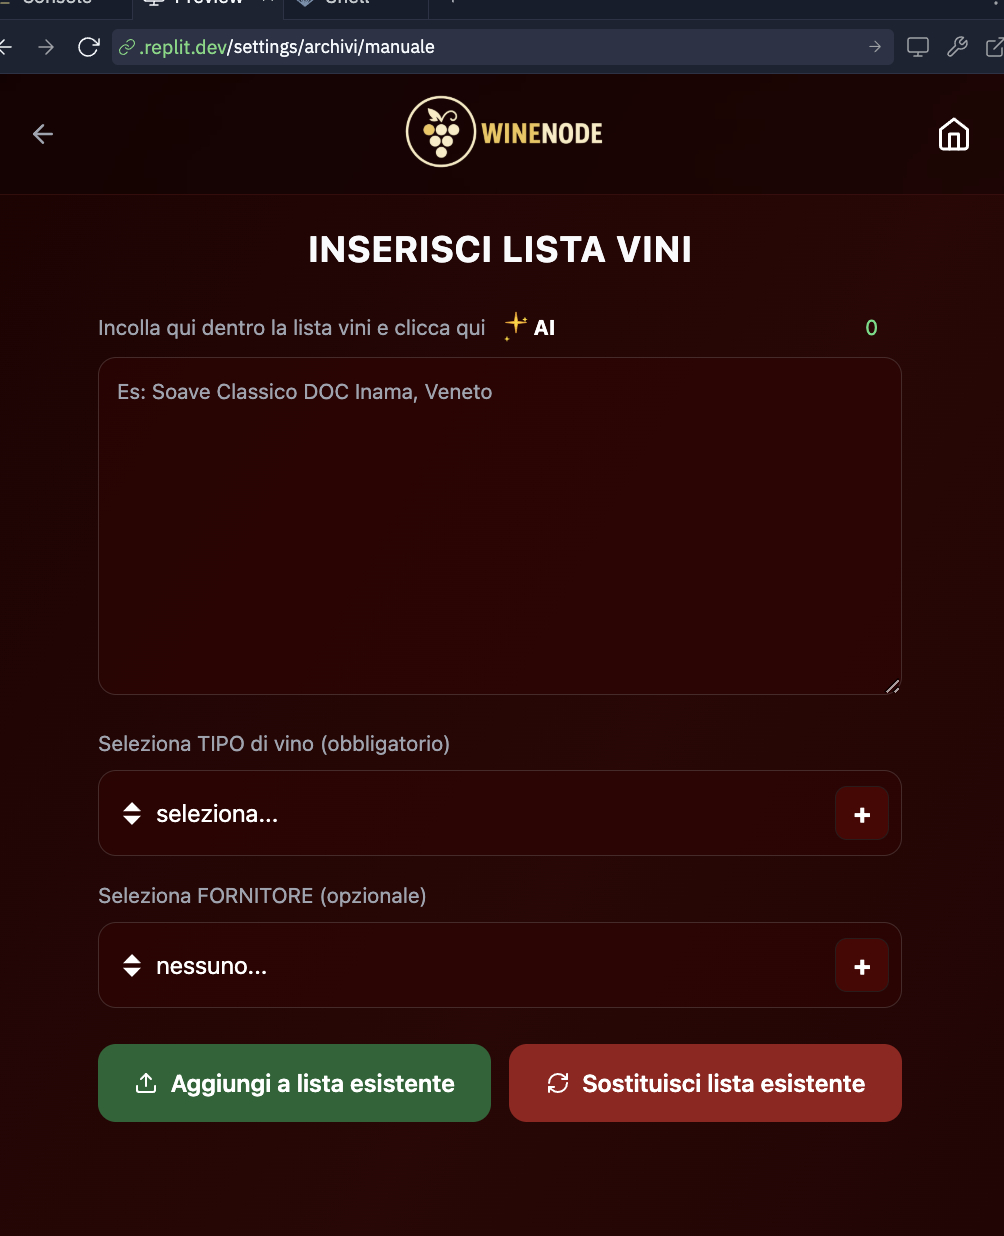 Preview
Shell
.replit.dev/settings/archivi/manuale
WINENODE
INSERISCI LISTA VINI
Incolla qui dentro la lista vini e clicca qui AI 0
Es: Soave Classico DOC Inama, Veneto
Seleziona TIPO di vino (obbligatorio)
seleziona...
Seleziona FORNITORE (opzionale)
nessuno...
Aggiungi a lista esistente
Sostituisci lista esistente